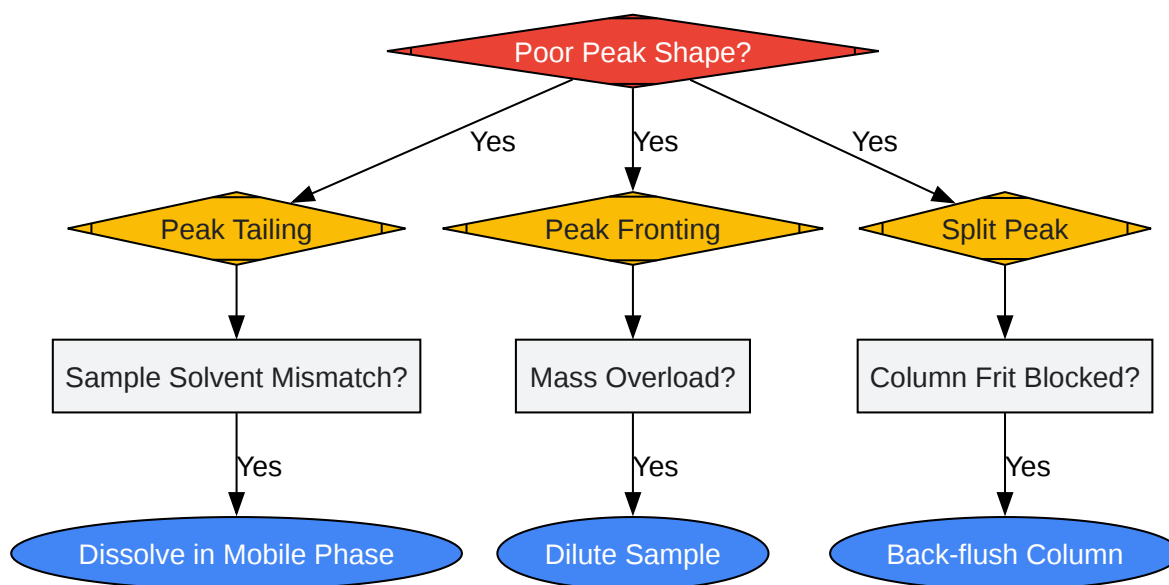 Poor Peak Shape?
Yes
Yes
Yes
Peak Tailing
Peak Fronting
Split Peak
Sample Solvent Mismatch?
Mass Overload?
Column Frit Blocked?
Yes
Yes
Yes
Dissolve in Mobile Phase
Dilute Sample
Back-flush Column